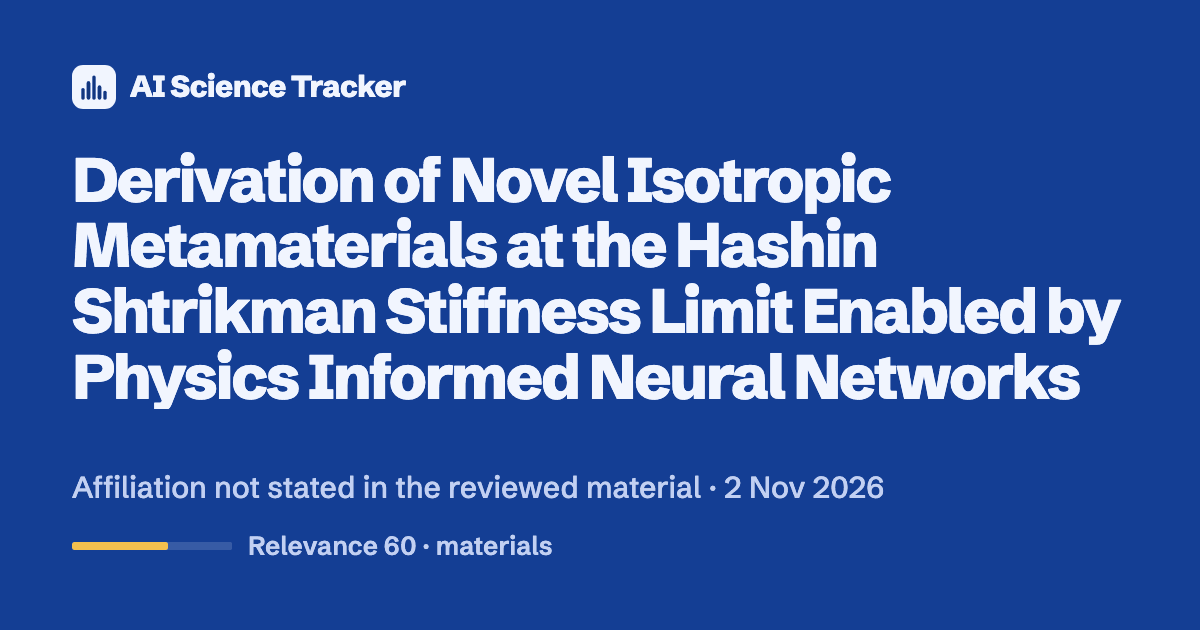 AI Science Tracker
Derivation of Novel Isotropic
Metamaterials at the Hashin
Shtrikman Stiffness Limit Enabled by
Physics Informed Neural Networks
Affiliation not stated in the reviewed material · 2 Nov 2026
Relevance 60 · materials